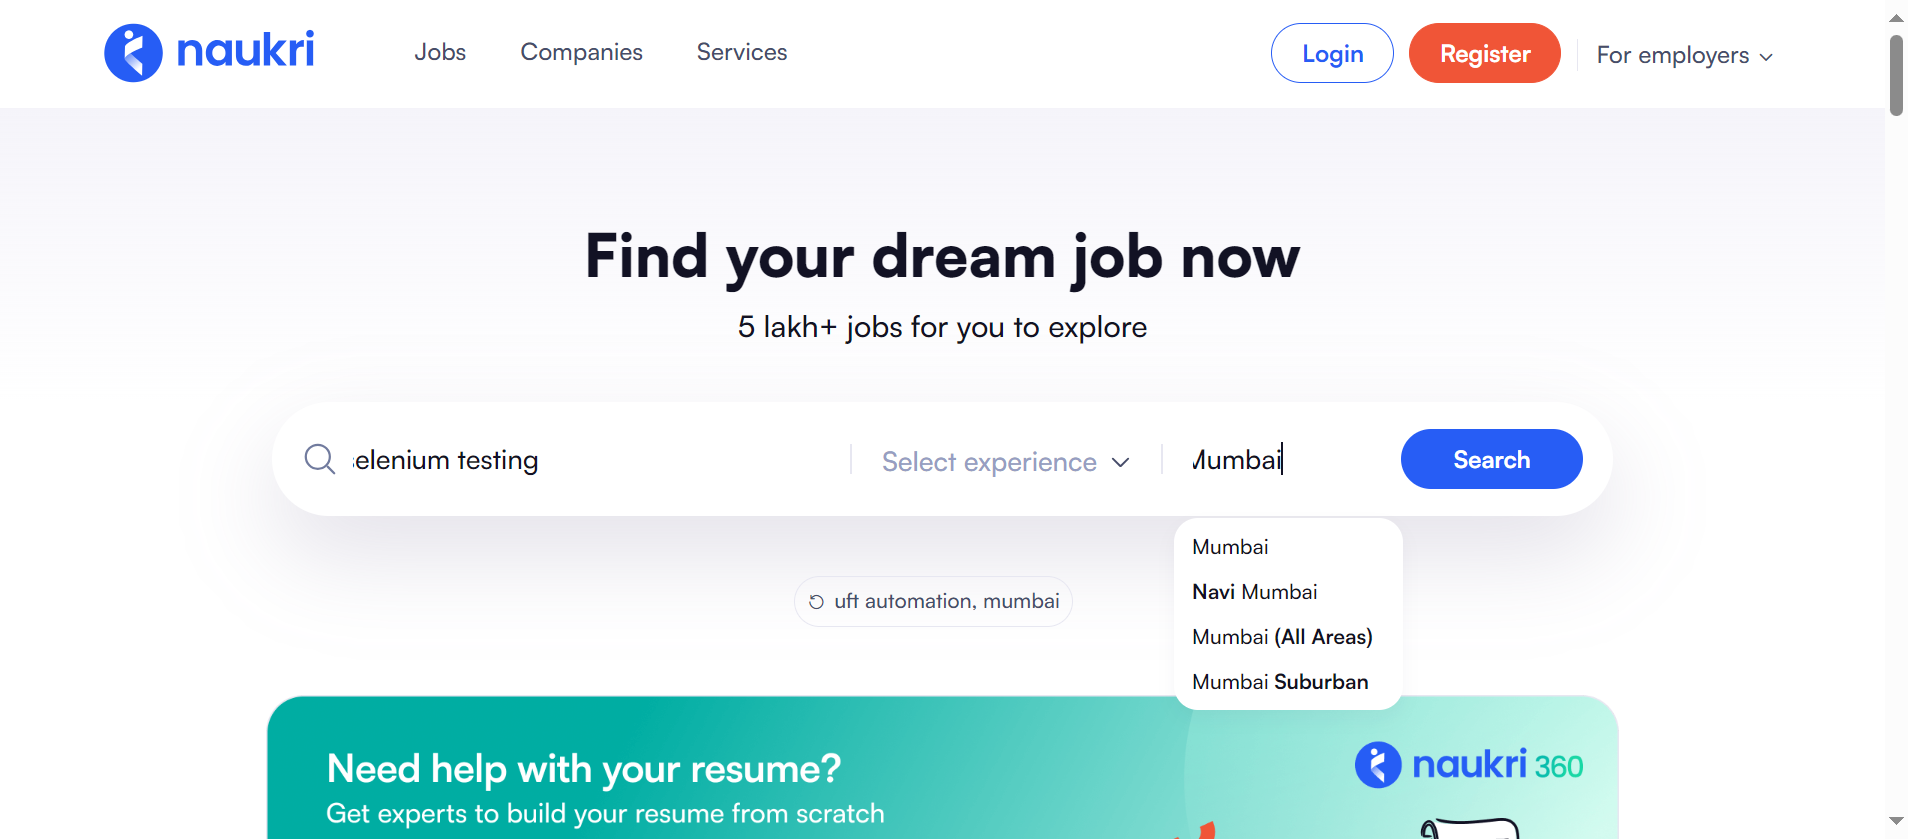 naukri Jobs Companies Services Login Register For employers
Find your dream job now
5 lakh+ jobs for you to explore
selenium testing Select experience Mumbai Search
Mumbai
Navi Mumbai
Mumbai (All Areas)
Mumbai Suburban
uft automation, mumbai
Need help with your resume?
Get experts to build your resume from scratch
naukri 360